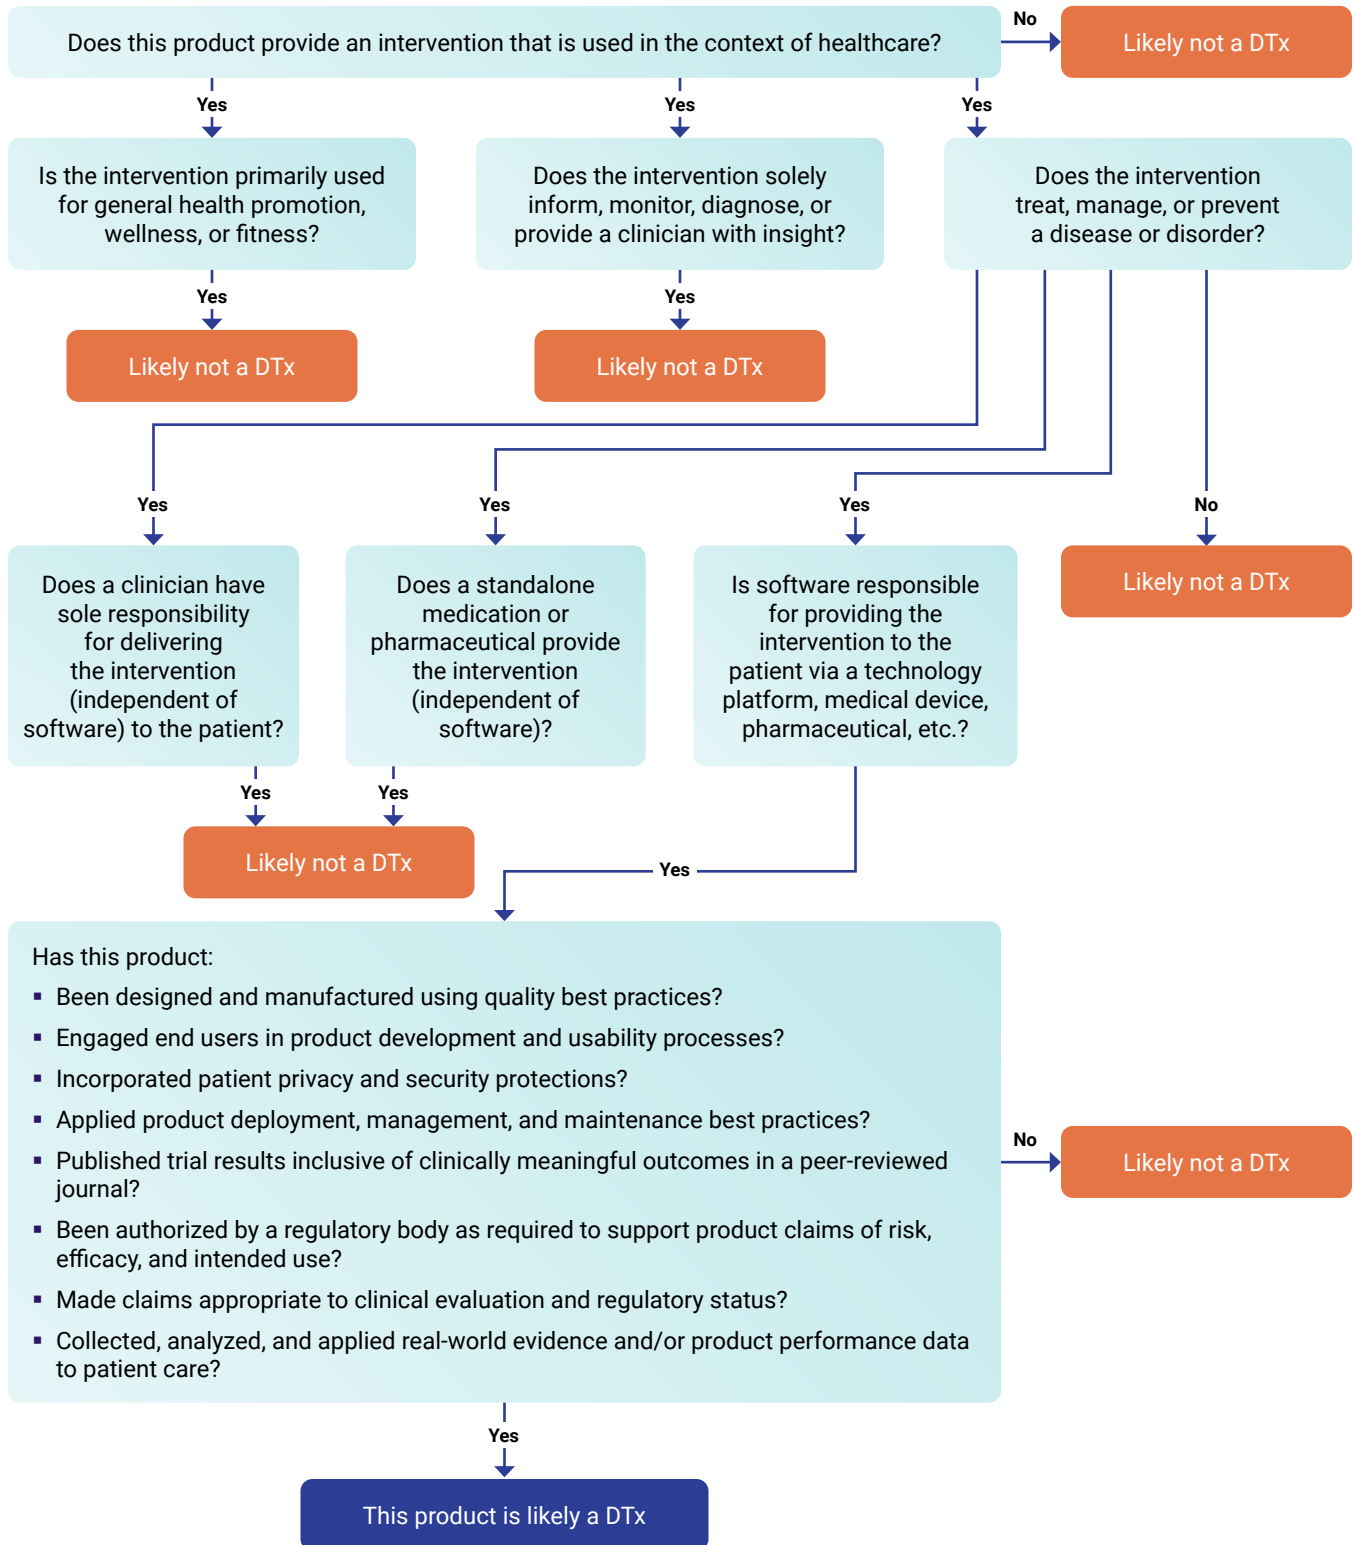 Does this product provide an intervention that is used in the context of healthcare?
No
Likely not a DTx
Yes
Yes
Yes
Is the intervention primarily used
for general health promotion,
wellness, or fitness?
Does the intervention solely
inform, monitor, diagnose, or
provide a clinician with insight?
Does the intervention
treat, manage, or prevent
a disease or disorder?
Yes
Yes
Likely not a DTx
Likely not a DTx
Yes
Yes
Yes
No
Does a clinician have
sole responsibility
for delivering
the intervention
(independent of
software) to the patient?
Does a standalone
medication or
pharmaceutical provide
the intervention
(independent of
software)?
Is software responsible
for providing the
intervention to the
patient via a technology
platform, medical device,
pharmaceutical, etc.?
Likely not a DTx
Yes
Yes
Likely not a DTx
Yes
Has this product:
▪ Been designed and manufactured using quality best practices?
▪ Engaged end users in product development and usability processes?
▪ Incorporated patient privacy and security protections?
▪ Applied product deployment, management, and maintenance best practices?
▪ Published trial results inclusive of clinically meaningful outcomes in a peer-reviewed
journal?
▪ Been authorized by a regulatory body as required to support product claims of risk,
efficacy, and intended use?
▪ Made claims appropriate to clinical evaluation and regulatory status?
▪ Collected, analyzed, and applied real-world evidence and/or product performance data
to patient care?
No
Likely not a DTx
Yes
This product is likely a DTx